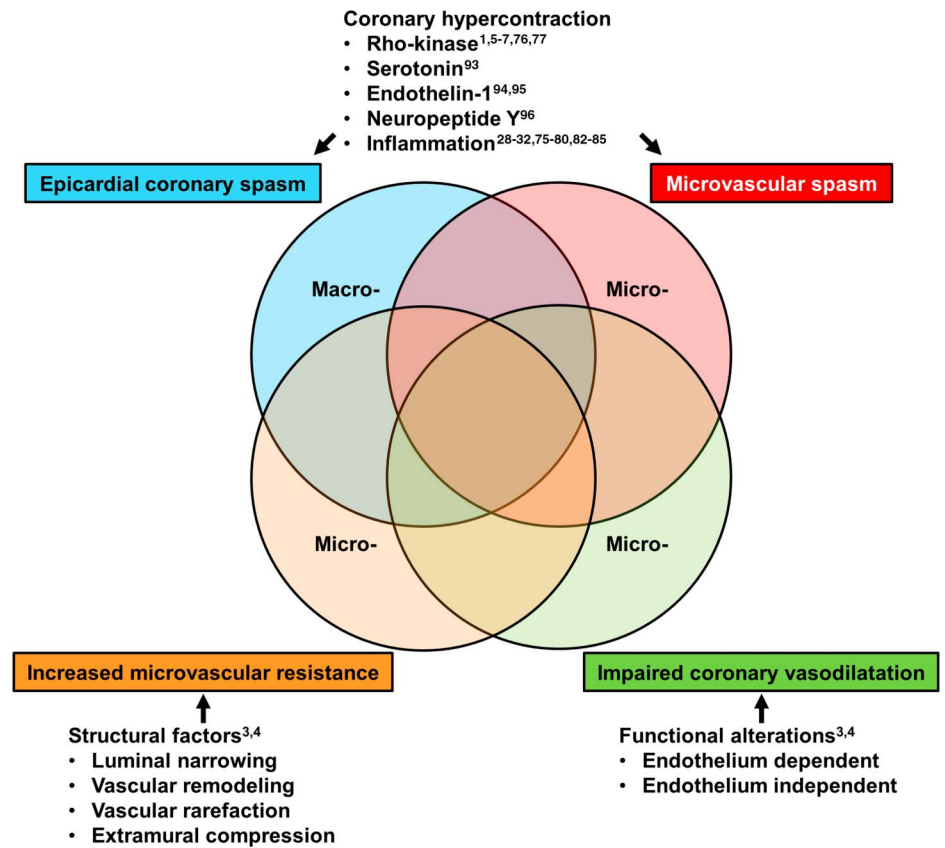 Coronary hypercontraction
• Rho-kinase1,5-7,76,77
• Serotonin93
• Endothelin-194,95
• Neuropeptide Y96
• Inflammation28-32,75-80,82-85
Epicardial coronary spasm
Microvascular spasm
Macro-
Micro-
Micro-
Micro-
Increased microvascular resistance
Impaired coronary vasodilatation
Structural factors3,4
• Luminal narrowing
• Vascular remodeling
• Vascular rarefaction
• Extramural compression
Functional alterations3,4
• Endothelium dependent
• Endothelium independent